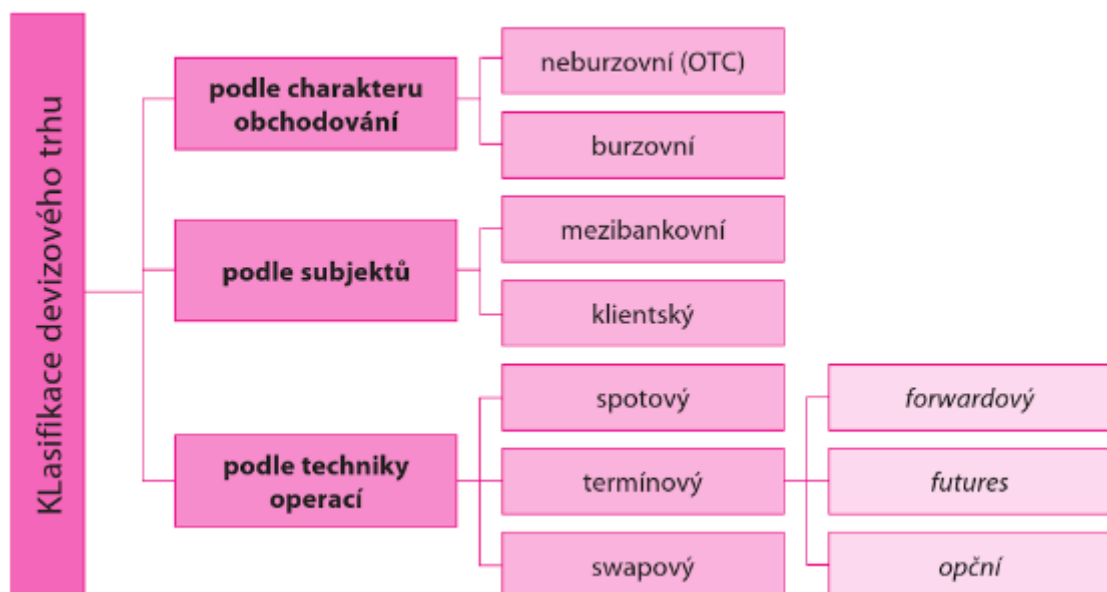 KLasifikace devizového trhu
podle charakteru
obchodování
neburzovní (OTC)
burzovní
podle subjektů
mezibankovní
klientský
podle techniky
operací
spotový
termínový
swapový
forwardový
futures
opční